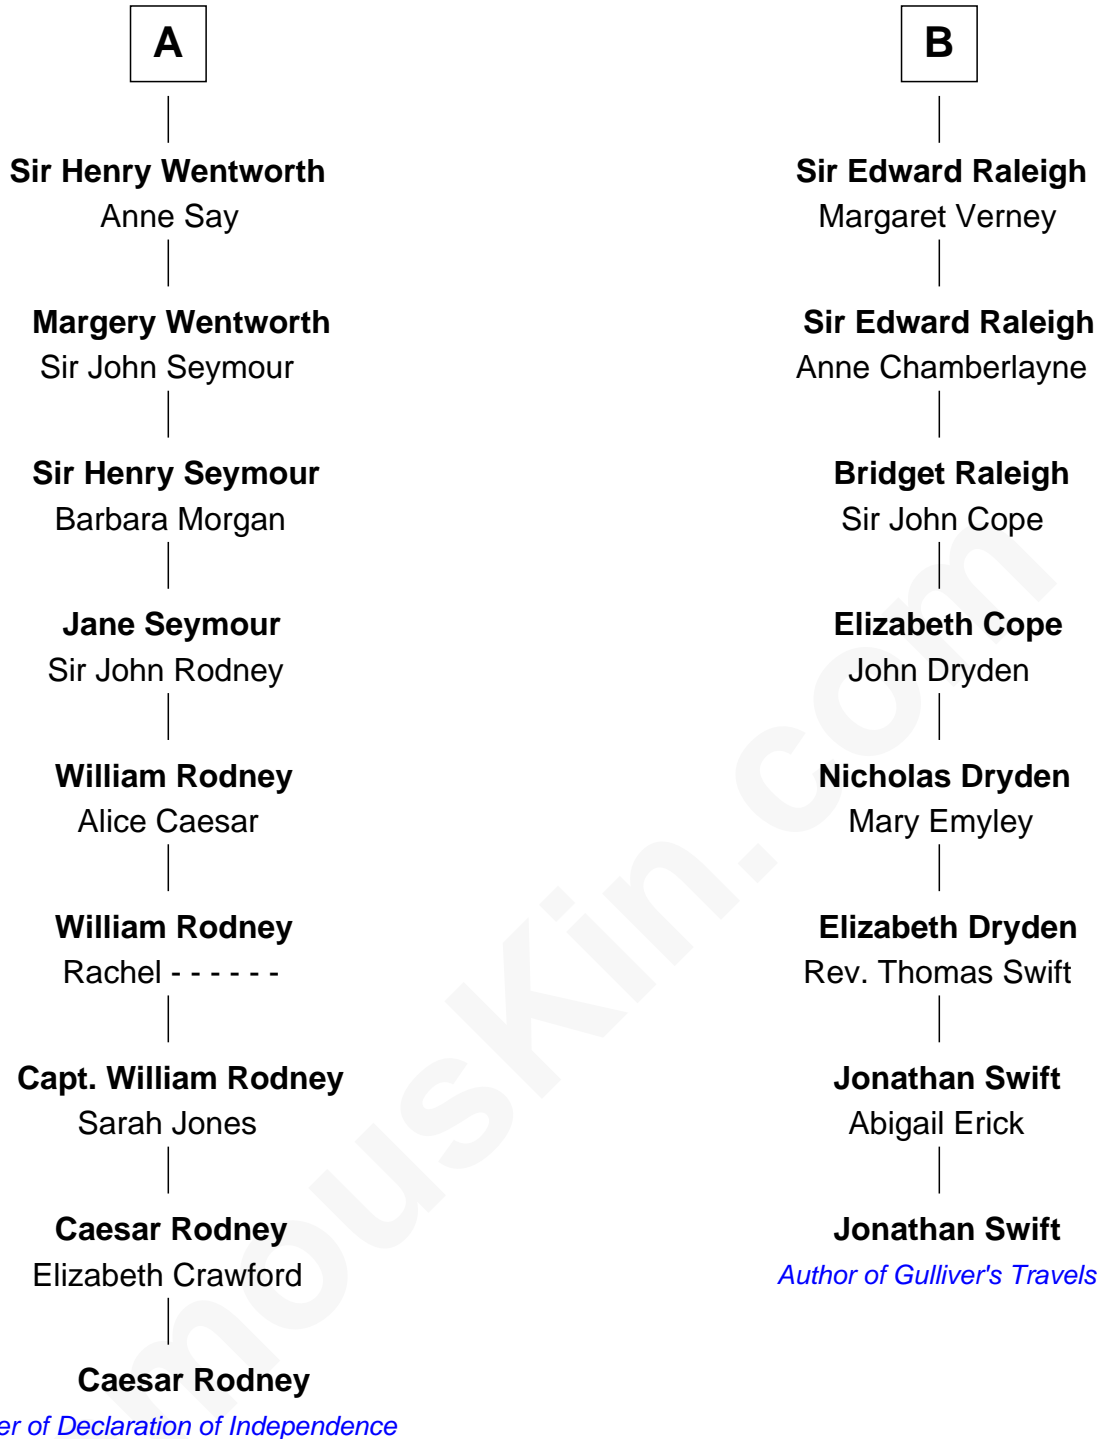 A
Sir Henry Wentworth
Anne Say
Margery Wentworth
Sir John Seymour
Sir Henry Seymour
Barbara Morgan
Jane Seymour
Sir John Rodney
William Rodney
Alice Caesar
William Rodney
Rachel - - - - - -
Capt. William Rodney
Sarah Jones
Caesar Rodney
Elizabeth Crawford
Caesar Rodney
er of Declaration of Independence
B
Sir Edward Raleigh
Margaret Verney
Sir Edward Raleigh
Anne Chamberlayne
Bridget Raleigh
Sir John Cope
Elizabeth Cope
John Dryden
Nicholas Dryden
Mary Emyley
Elizabeth Dryden
Rev. Thomas Swift
Jonathan Swift
Abigail Erick
Jonathan Swift
Author of Gulliver's Travels
mousKin.com